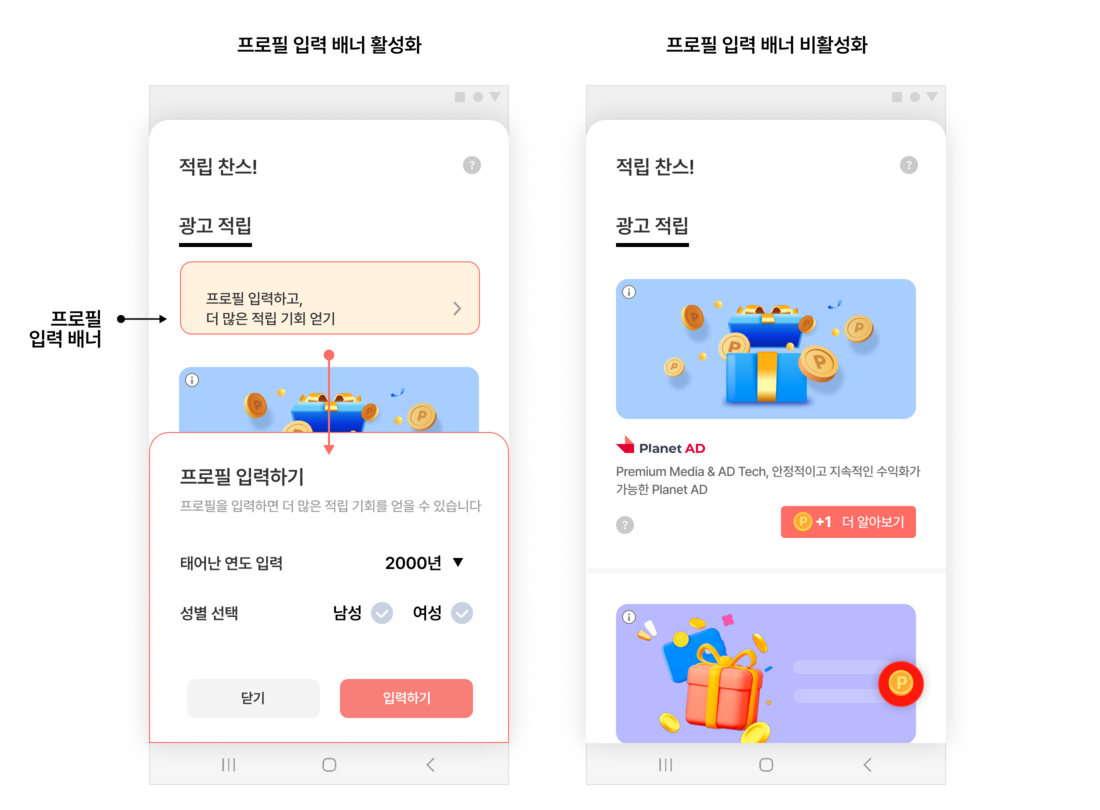 프로필 입력 배너 활성화
프로필 입력 배너 비활성화
적립 찬스!
?
광고 적립
프로필 입력하고,
더 많은 적립 기회 얻기
프로필
입력 배너
i
P
P
프로필 입력하기
프로필을 입력하면 더 많은 적립 기회를 얻을 수 있습니다
태어난 연도 입력
2000년
성별 선택
남성
여성
닫기
입력하기
적립 찬스!
?
광고 적립
i
P
P
P
P
P
Planet AD
Premium Media & AD Tech, 안정적이고 지속적인 수익화가
가능한 Planet AD
?
P +1 더 알아보기
i
P